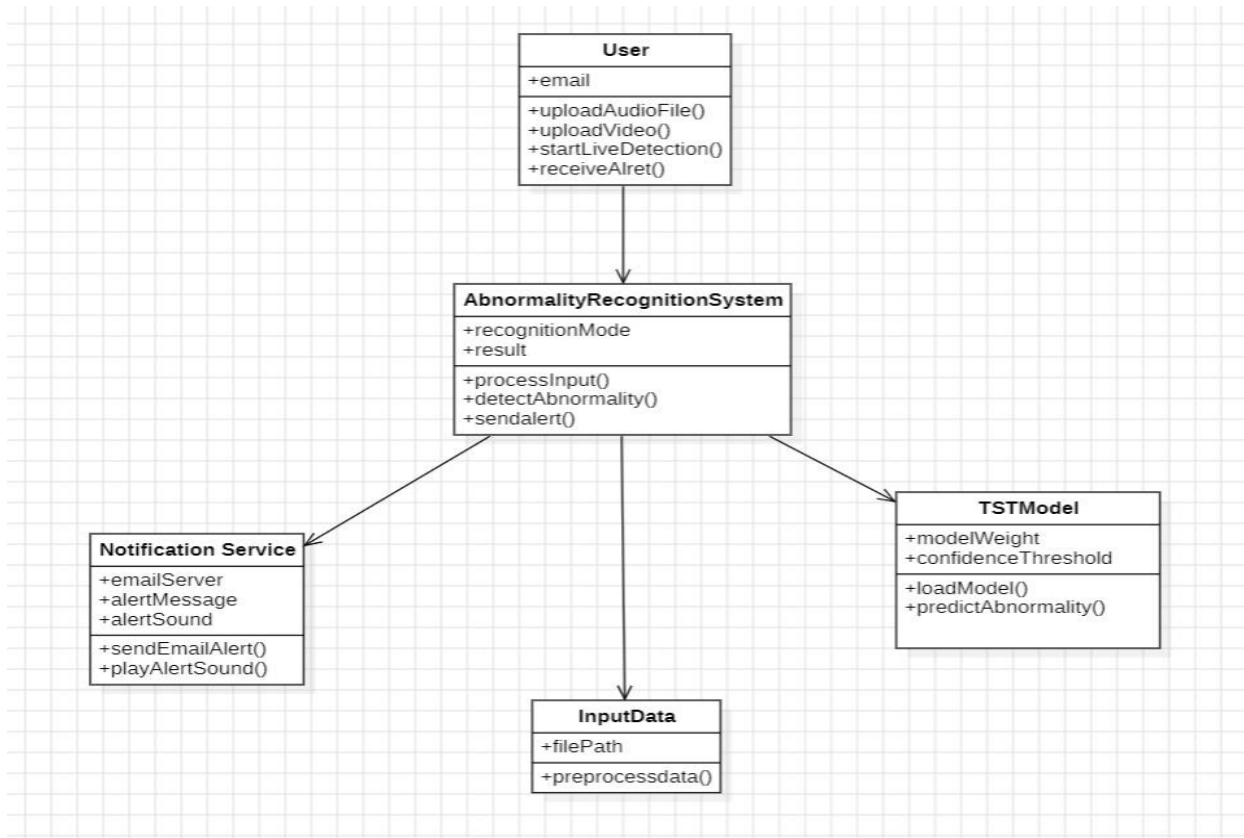 User
+email
+uploadAudioFile()
+uploadVideo()
+startLiveDetection()
+receiveAlret()
AbnormalityRecognitionSystem
+recognitionMode
+result
+processInput()
+detectAbnormality()
+sendalert()
Notification Service
+emailServer
+alertMessage
+alertSound
+sendEmailAlert()
+playAlertSound()
TSTModel
+modelWeight
+confidenceThreshold
+loadModel()
+predictAbnormality()
InputData
+filePath
+preprocessdata()